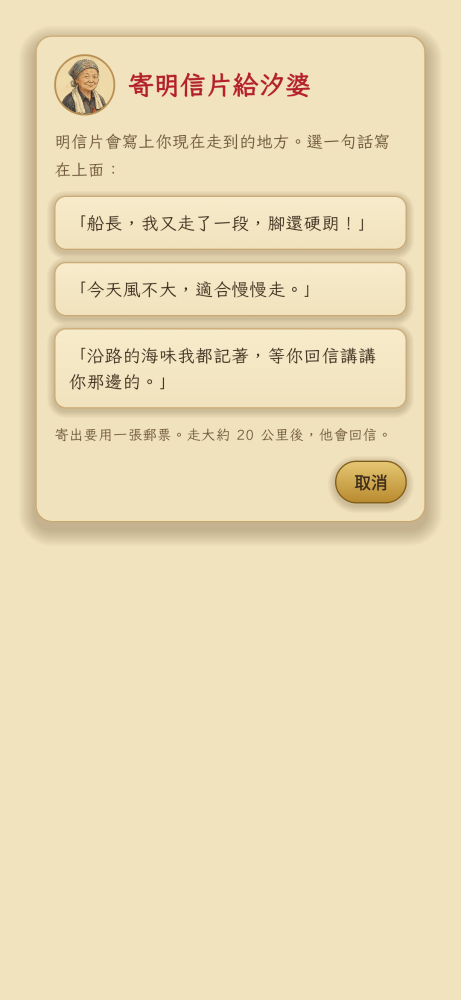 寄明信片給汐婆
明信片會寫上你現在走到的地方。選一句話寫
在上面：
「船長，我又走了一段，腳還硬朗！」
「今天風不大，適合慢慢走。」
「沿路的海味我都記著，等你回信講講
你那邊的。」
寄出要用一張郵票。走大約 20 公里後，他會回信。
取消